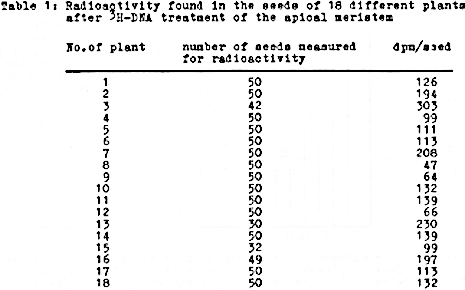 Table 1: Radioactivity found in the seeds of 18 different plants
after ³H-DNA treatment of the apical meristem
No. of plant number of seeds measured dpm/seed
for radioactivity
1 50 126
2 50 194
3 42 303
4 50 99
5 50 111
6 50 113
7 50 208
8 50 47
9 50 64
10 50 132
11 50 139
12 50 66
13 30 230
14 50 139
15 32 99
16 49 197
17 50 113
18 50 132